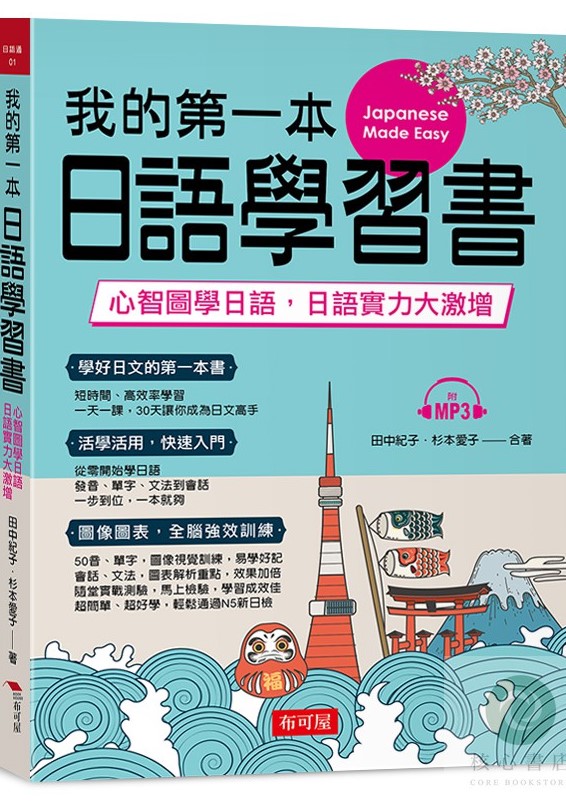 日語通
01
我的第一本
日語學習書
心智圖學日語
日語實力大激增
田中紀子・杉本愛子——著
布可屋
我的第一本
Japanese
Made Easy
日語學習書
心智圖學日語，日語實力大激增
・學好日文的第一本書・
短時間、高效率學習
一天一課，30天讓你成為日文高手
・活學活用，快速入門・
從零開始學日語
發音、單字、文法到會話
一步到位，一本就夠
・圖像圖表，全腦強效訓練・
50音、單字，圖像視覺訓練，易學好記
會話、文法，圖表解析重點，效果加倍
隨堂實戰測驗，馬上檢驗，學習成效佳
超簡單、超好學，輕鬆通過N5新日檢
附
MP3
田中紀子・杉本愛子——合著
福
布可屋
核心書店
CORE BOOKSTORE